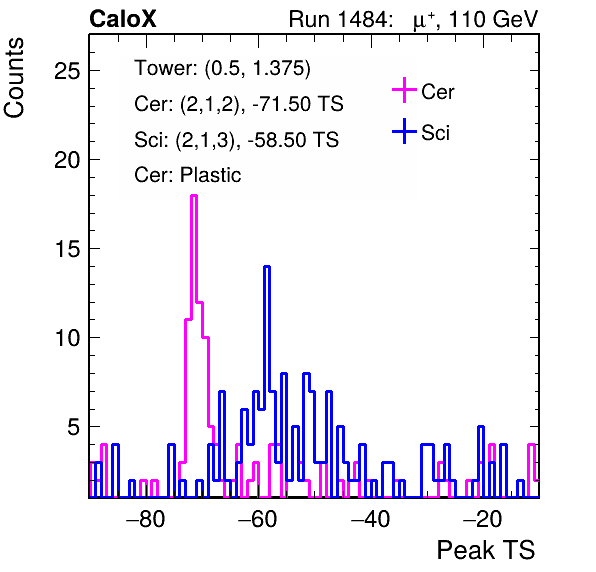 CaloX Run 1484: μ⁺, 110 GeV
Counts
Tower: (0.5, 1.375)
Cer: (2,1,2), -71.50 TS
Sci: (2,1,3), -58.50 TS
Cer: Plastic
Cer
Sci
25
20
15
10
5
−80 −60 −40 −20
Peak TS